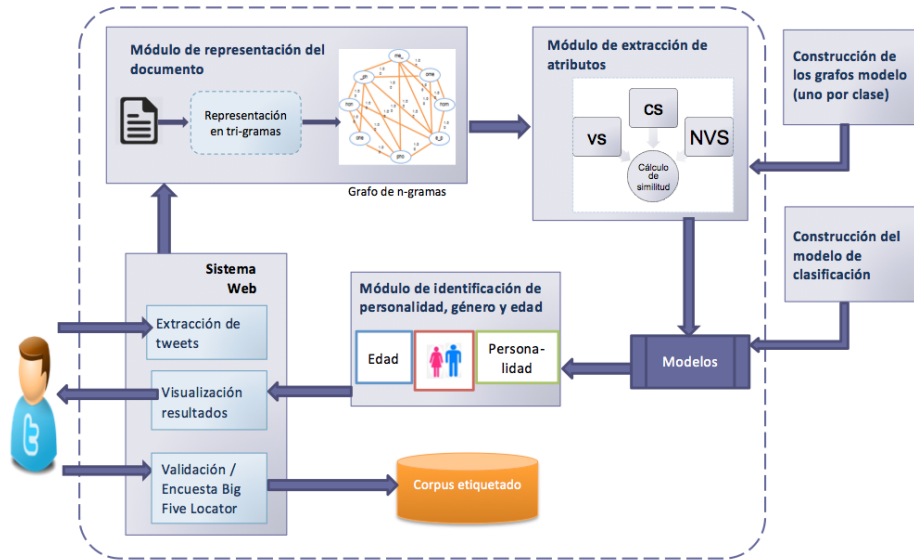 Módulo de representación del
documento
Representación
en tri-gramas
Grafo de n-gramas
Módulo de extracción de
atributos
CS
VS
NVS
Cálculo
de
similitud
Construcción de
los grafos modelo
(uno por clase)
Construcción del
modelo de
clasificación
Sistema
Web
Extracción de
tweets
Visualización
resultados
Validación /
Encuesta Big
Five Locator
Módulo de identificación de
personalidad, género y edad
Edad
Persona-
lidad
Modelos
Corpus etiquetado